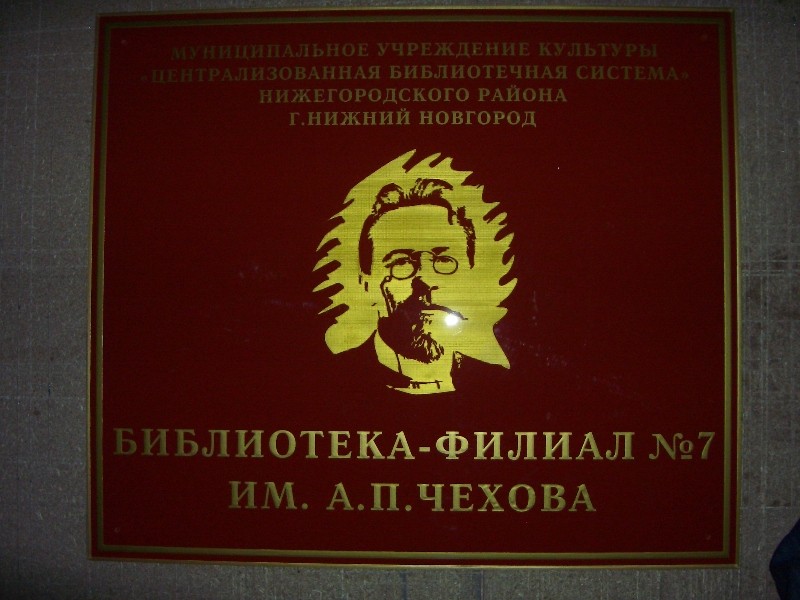 МУНИЦИПАЛЬНОЕ УЧРЕЖДЕНИЕ КУЛЬТУРЫ
«ЦЕНТРАЛИЗОВАННАЯ БИБЛИОТЕЧНАЯ СИСТЕМА»
НИЖЕГОРОДСКОГО РАЙОНА
Г.НИЖНИЙ НОВГОРОД
БИБЛИОТЕКА-ФИЛИАЛ №7
ИМ. А.П.ЧЕХОВА